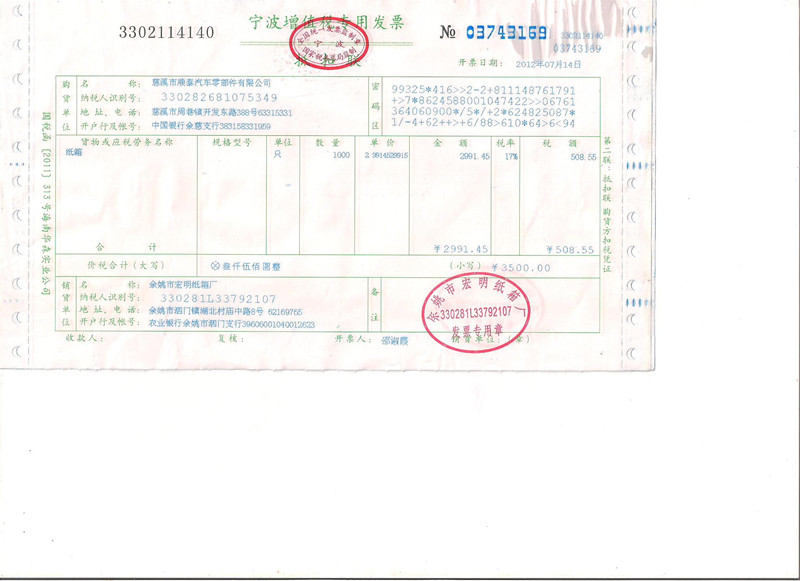 宁波增值税专用发票
3302114140
№ 03743169
3302114140
03743169
全国统一发票监制章
宁波
国家税务局监制
抵扣联
开票日期: 2012年07月14日
购货单位
名 称: 慈溪市顺泰汽车零部件有限公司
纳税人识别号: 330282681075349
地 址、电 话: 慈溪市周巷镇开发东路388号63315331
开户行及帐号: 中国银行余慈支行383158331959
密码区
99325*416>>2-2+811148761791
+>7*8624588001047422>>06761
364060900*/5*/+2*624825087*
1/-4+62++>+6/88>610*64>6<94
货物或应税劳务名称 规格型号 单位 数 量 单 价 金 额 税率 税 额
纸箱 只 1000 2.9914529915 2991.45 17% 508.55
合 计 ¥2991.45 ¥508.55
价税合计(大写) ⊗叁仟伍佰圆整 (小写) ¥3500.00
销货单位
名 称: 余姚市宏明纸箱厂
纳税人识别号: 330281L33792107
地 址、电 话: 余姚市泗门镇湖北村庙中路8号 62169765
开户行及帐号: 农业银行余姚市泗门支行39606001040012623
备注
余姚市宏明纸箱厂
330281L33792107
发票专用章
收款人: 复核: 开票人: 邵淑霞 销货单位:(章)
国税函[2011]313号海南华森实业公司
第二联:抵扣联 购货方扣税凭证